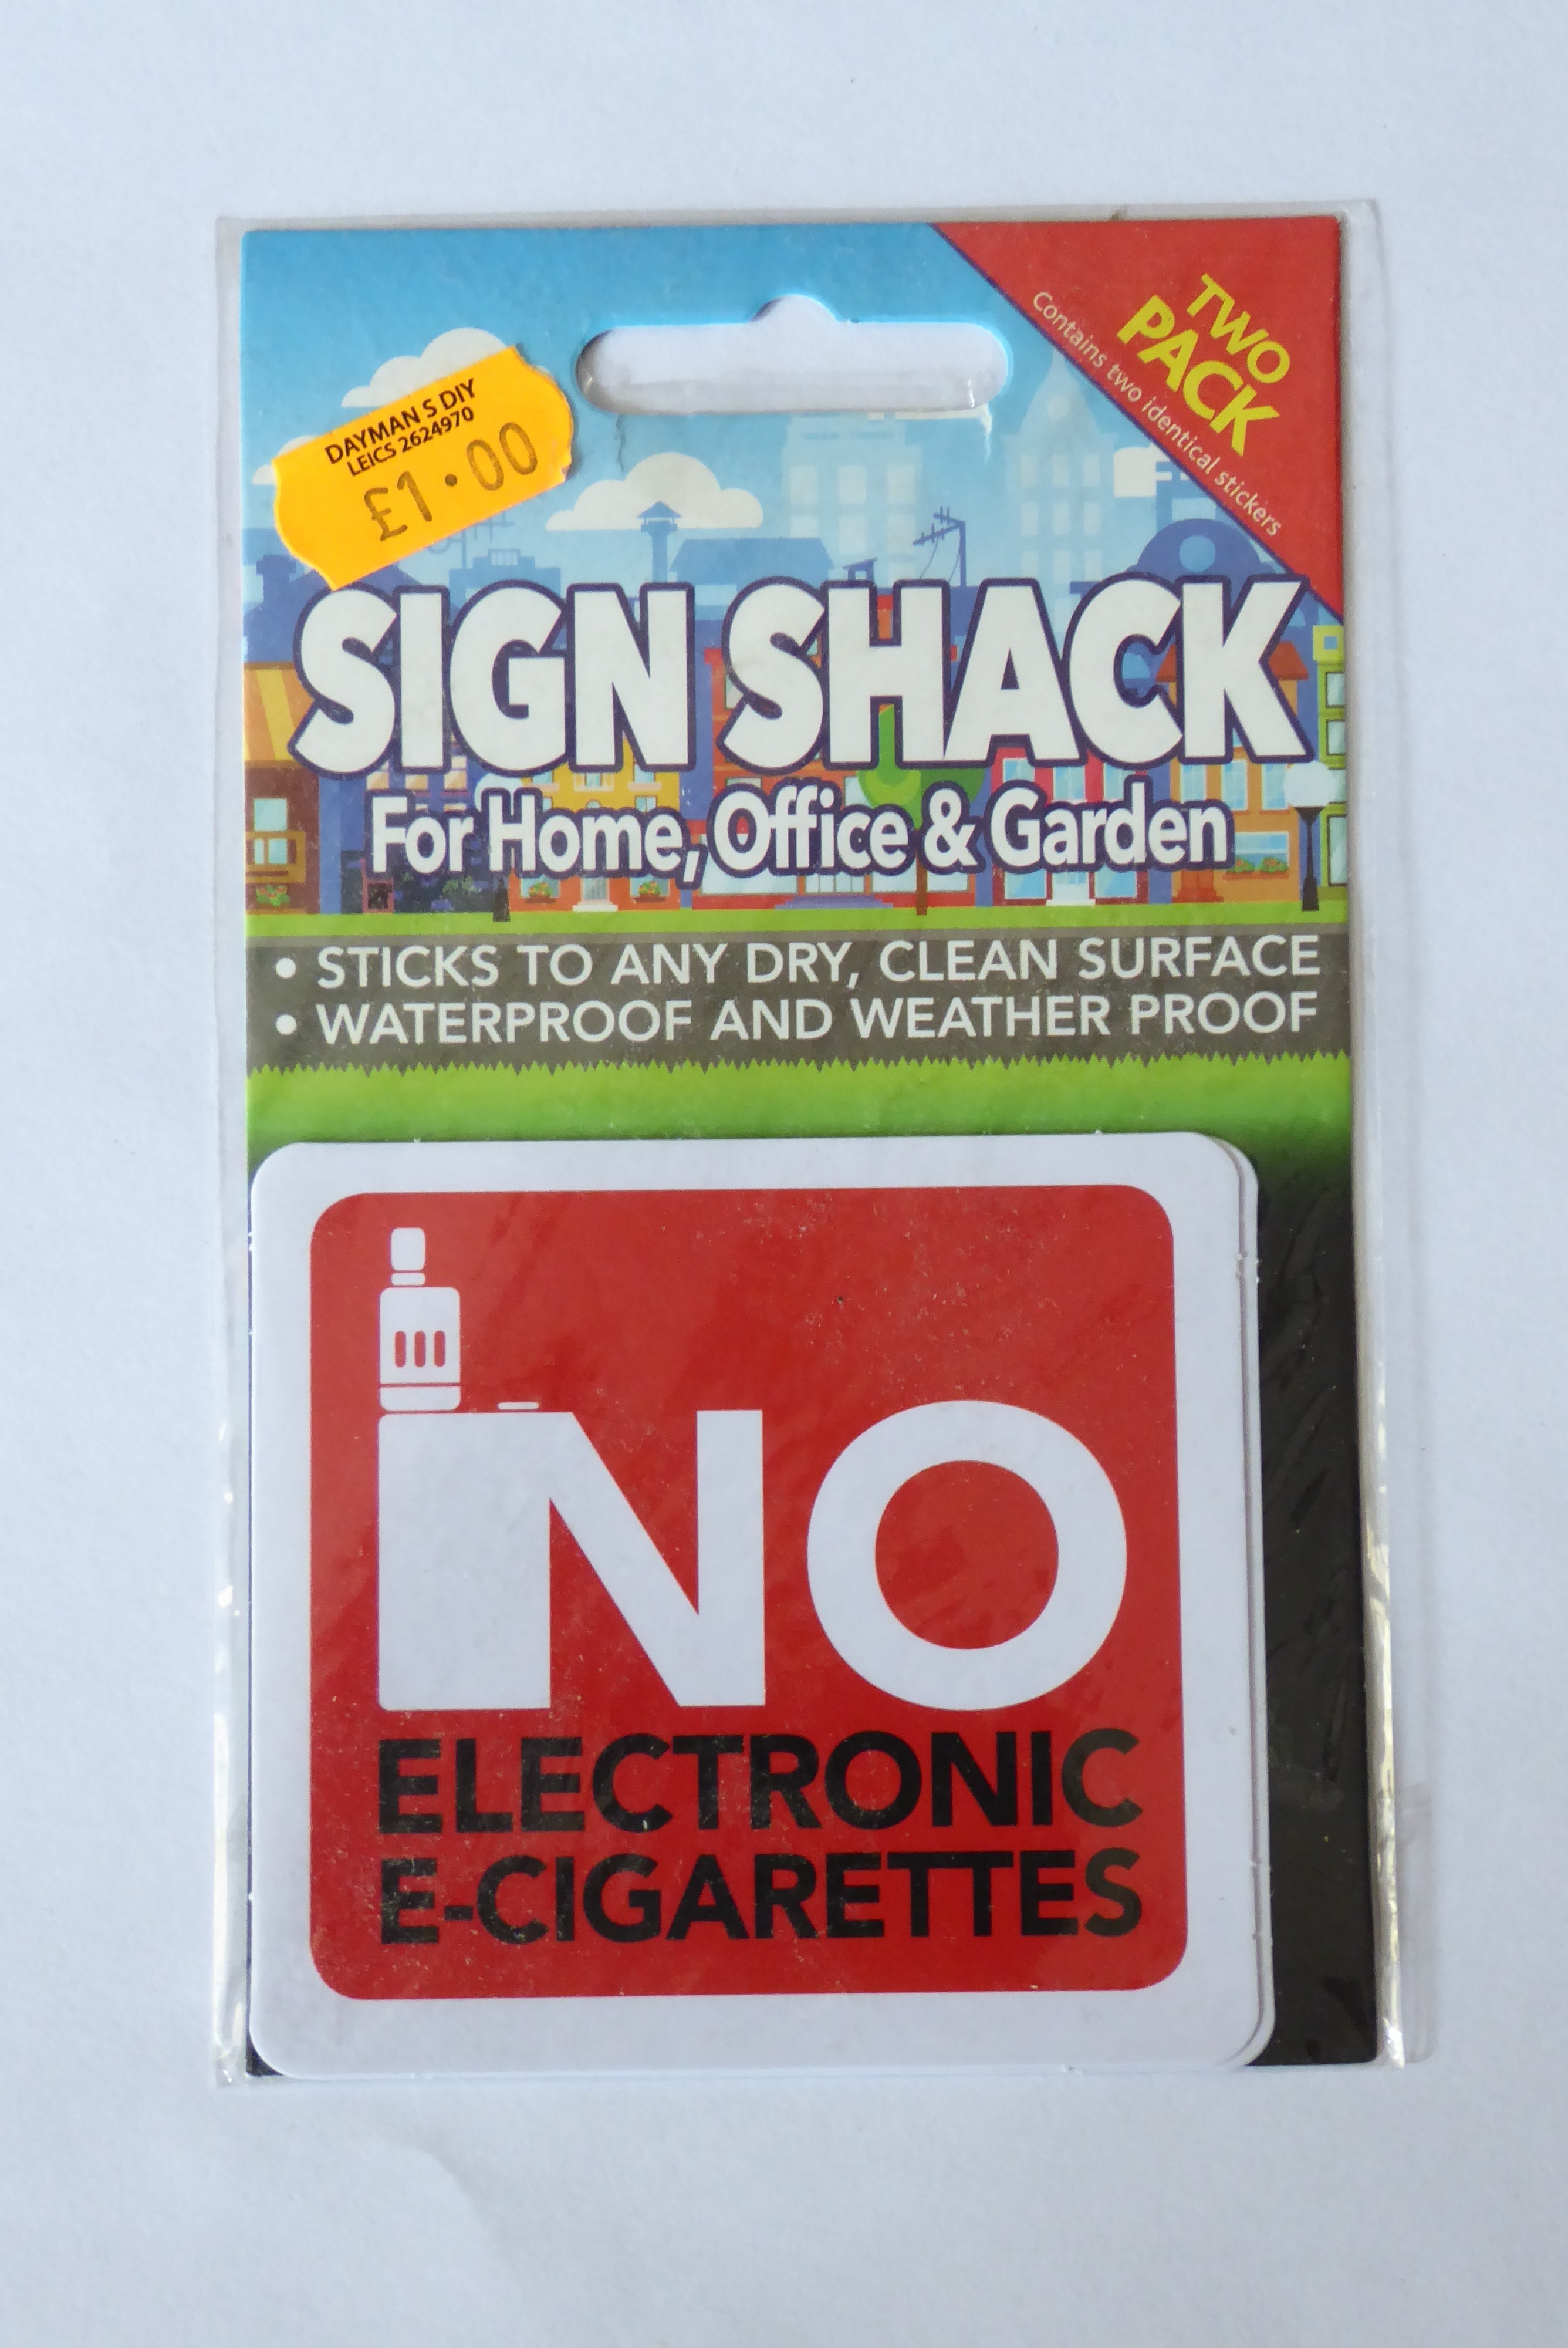 TWO
PACK
Contains two identical stickers
DAYMAN S DIY
LEICS 2624970
£1·00
SIGN SHACK
For Home, Office & Garden
• STICKS TO ANY DRY, CLEAN SURFACE
• WATERPROOF AND WEATHER PROOF
NO
ELECTRONIC
E-CIGARETTES